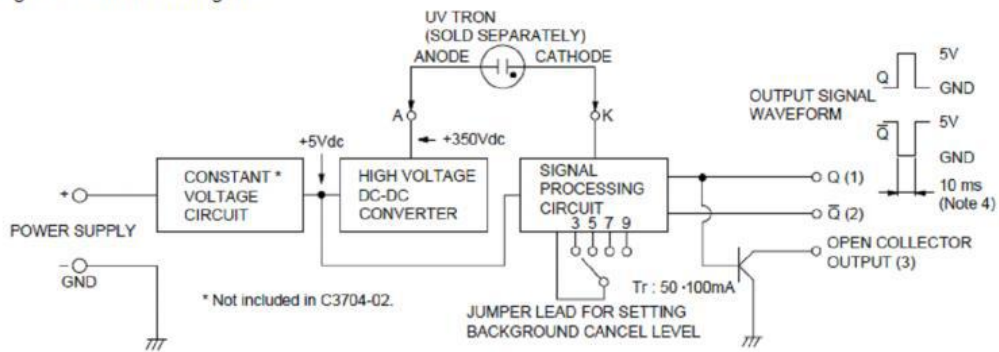 UV TRON
(SOLD SEPARATELY)
ANODE
CATHODE
A
K
+5Vdc
+350Vdc
CONSTANT *
VOLTAGE
CIRCUIT
HIGH VOLTAGE
DC-DC
CONVERTER
SIGNAL
PROCESSING
CIRCUIT
3 5 7 9
+
POWER SUPPLY
−
GND
* Not included in C3704-02.
JUMPER LEAD FOR SETTING
BACKGROUND CANCEL LEVEL
Tr : 50 ·100mA
OUTPUT SIGNAL
WAVEFORM
Q
5V
GND
Q̅
5V
GND
10 ms
(Note 4)
Q (1)
Q̅ (2)
OPEN COLLECTOR
OUTPUT (3)